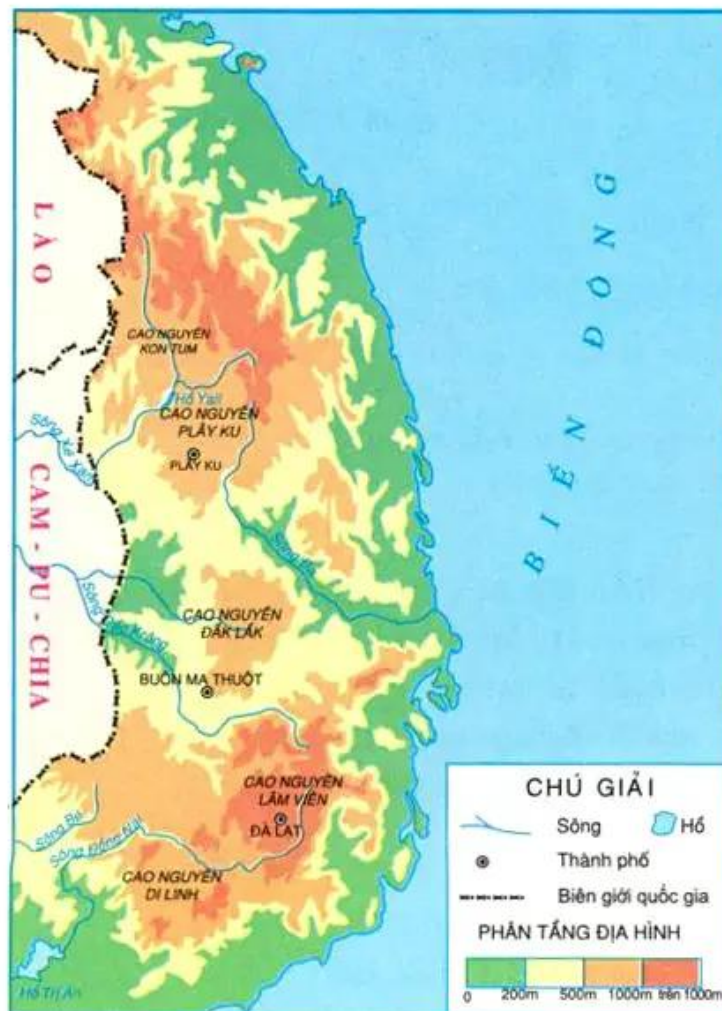 LÀO
CAM - PU - CHIA
BIỂN ĐÔNG
CAO NGUYÊN
KON TUM
Hồ Yali
CAO NGUYÊN
PLÂY KU
PLÂY KU
Sông Xê Xan
Sông Ba
CAO NGUYÊN
ĐẮK LẮK
BUÔN MA THUỘT
CAO NGUYÊN
LÂM VIÊN
ĐÀ LẠT
Sông Bé
Sông Đồng Nai
CAO NGUYÊN
DI LINH
Hồ Trị An
CHÚ GIẢI
Sông
Hồ
Thành phố
Biên giới quốc gia
PHÂN TẦNG ĐỊA HÌNH
0 200m 500m 1000m trên 1000m